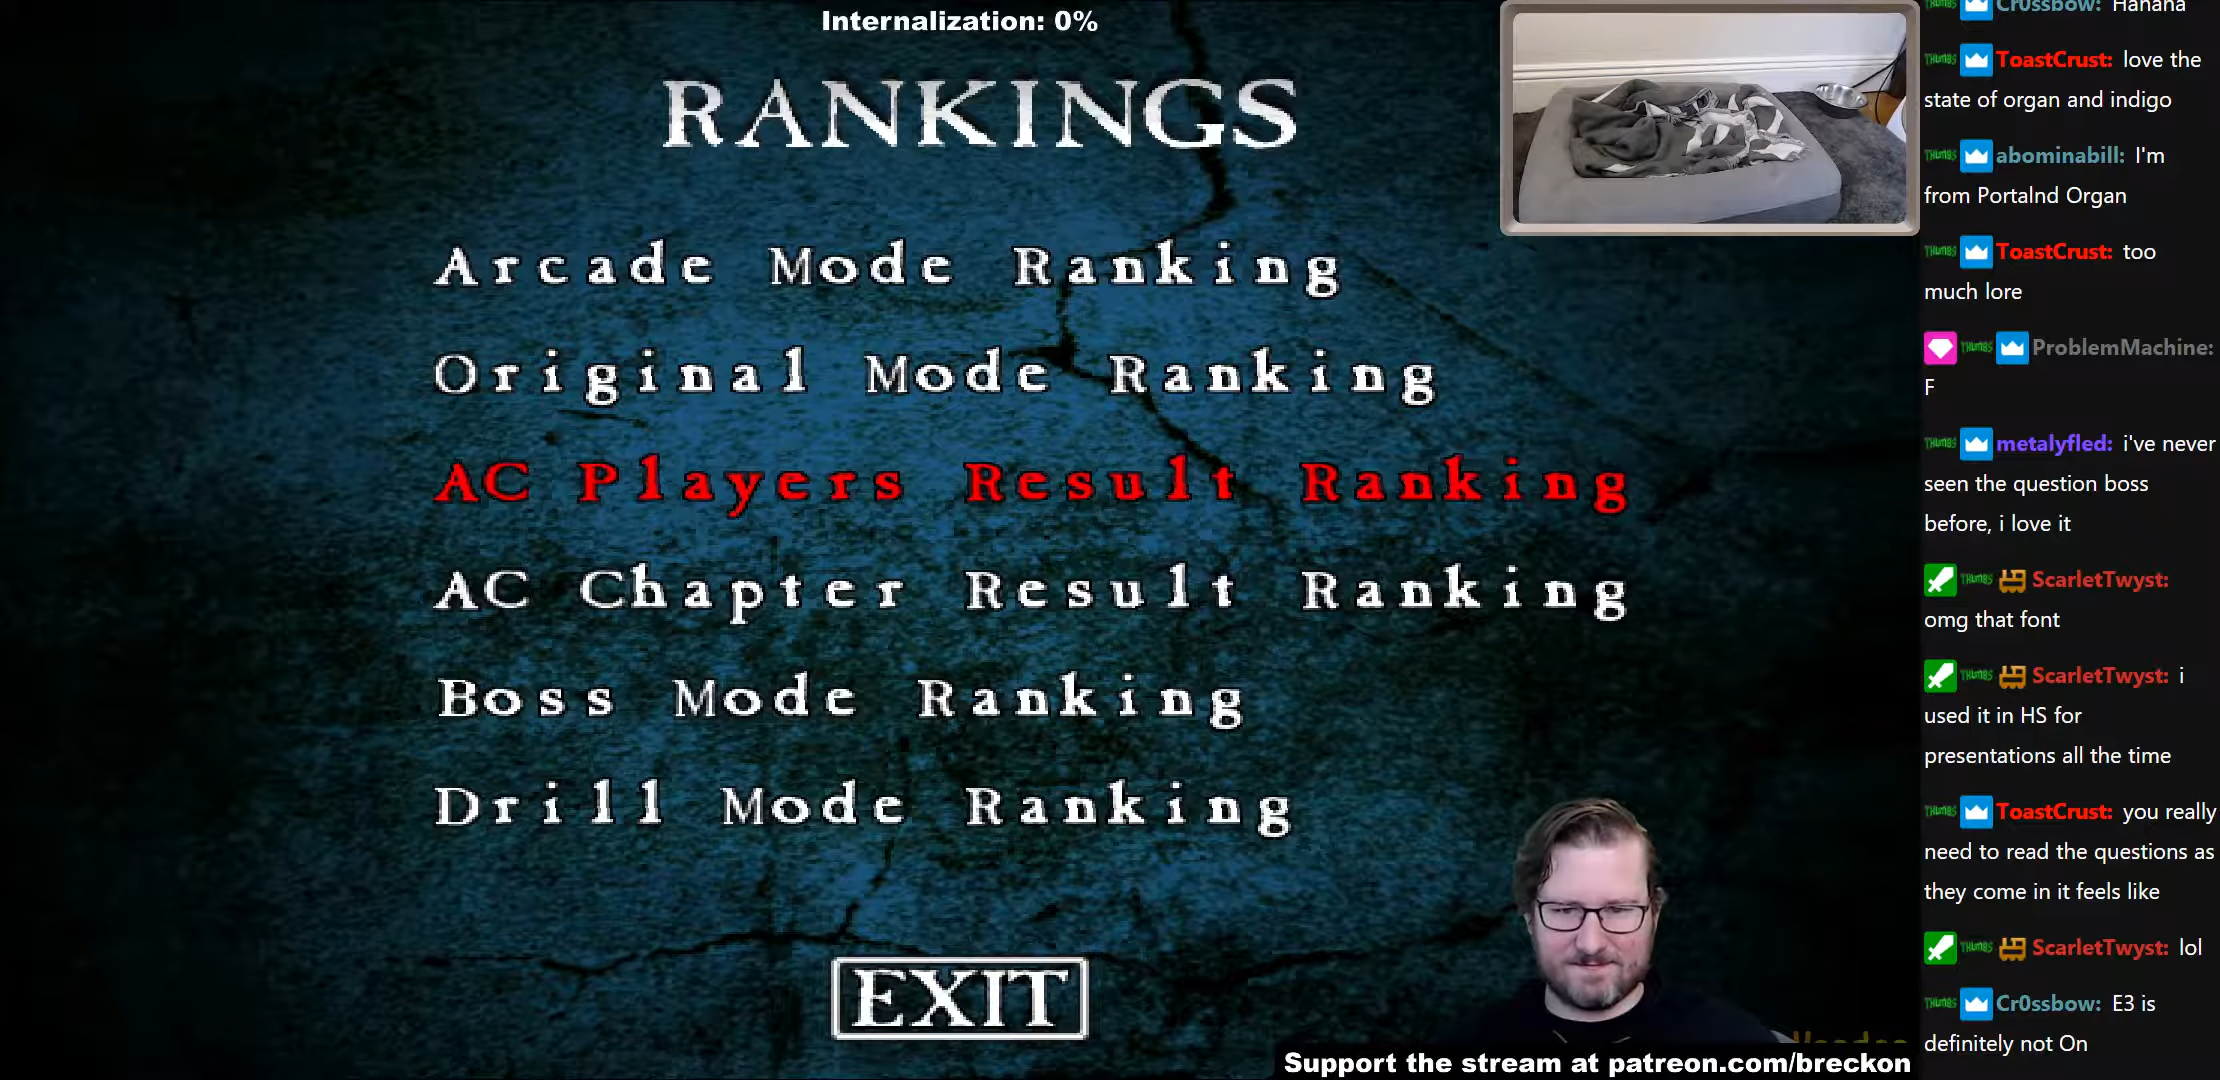 Internalization: 0%
RANKINGS
Arcade Mode Ranking
Original Mode Ranking
AC Players Result Ranking
AC Chapter Result Ranking
Boss Mode Ranking
Drill Mode Ranking
EXIT
Support the stream at patreon.com/breckon
Cr0ssbow: Hahaha
ToastCrust: love the
state of organ and indigo
abominabill: I'm
from Portalnd Organ
ToastCrust: too
much lore
ProblemMachine:
F
metalyfled: i've never
seen the question boss
before, i love it
ScarletTwyst:
omg that font
ScarletTwyst: i
used it in HS for
presentations all the time
ToastCrust: you really
need to read the questions as
they come in it feels like
ScarletTwyst: lol
Cr0ssbow: E3 is
definitely not On